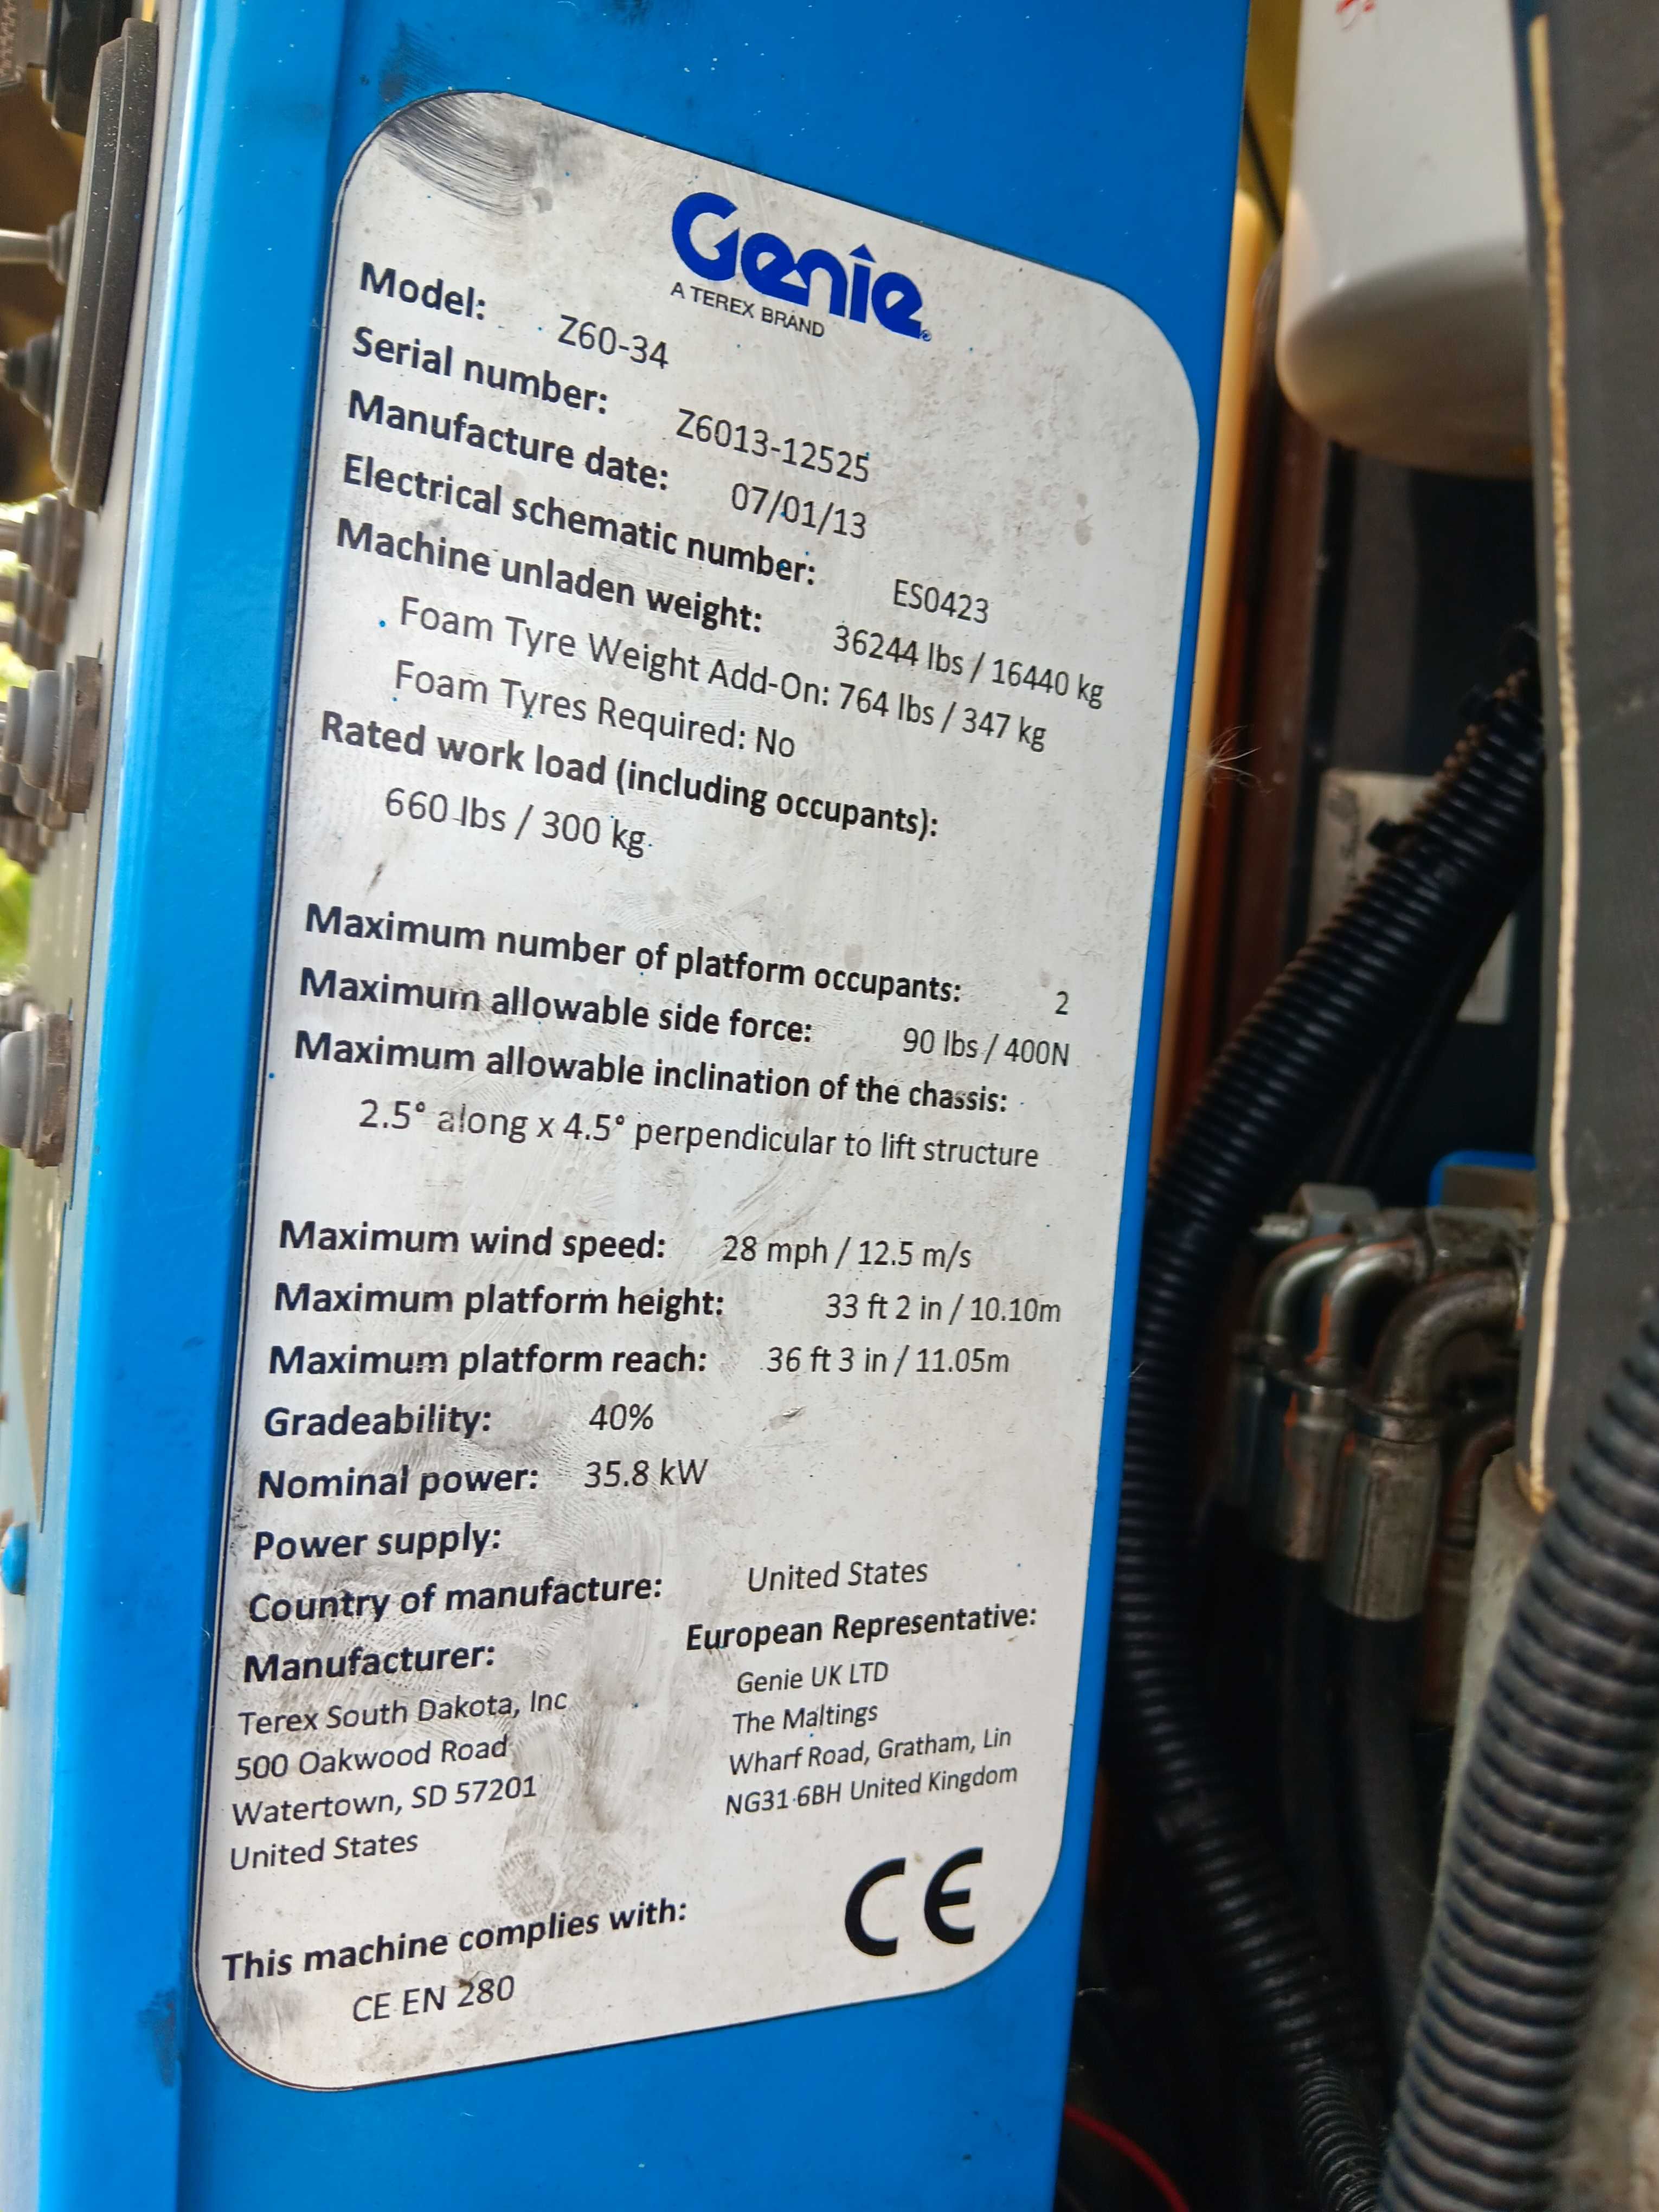 Genie
A TEREX BRAND
Model: Z60-34
Serial number: Z6013-12525
Manufacture date: 07/01/13
Electrical schematic number: ES0423
Machine unladen weight: 36244 lbs / 16440 kg
Foam Tyre Weight Add-On: 764 lbs / 347 kg
Foam Tyres Required: No
Rated work load (including occupants):
660 lbs / 300 kg
Maximum number of platform occupants: 2
Maximum allowable side force: 90 lbs / 400N
Maximum allowable inclination of the chassis:
2.5° along x 4.5° perpendicular to lift structure
Maximum wind speed: 28 mph / 12.5 m/s
Maximum platform height: 33 ft 2 in / 10.10m
Maximum platform reach: 36 ft 3 in / 11.05m
Gradeability: 40%
Nominal power: 35.8 kW
Power supply:
Country of manufacture: United States
Manufacturer:
Terex South Dakota, Inc
500 Oakwood Road
Watertown, SD 57201
United States
European Representative:
Genie UK LTD
The Maltings
Wharf Road, Gratham, Lin
NG31 6BH United Kingdom
This machine complies with:
CE EN 280
CE